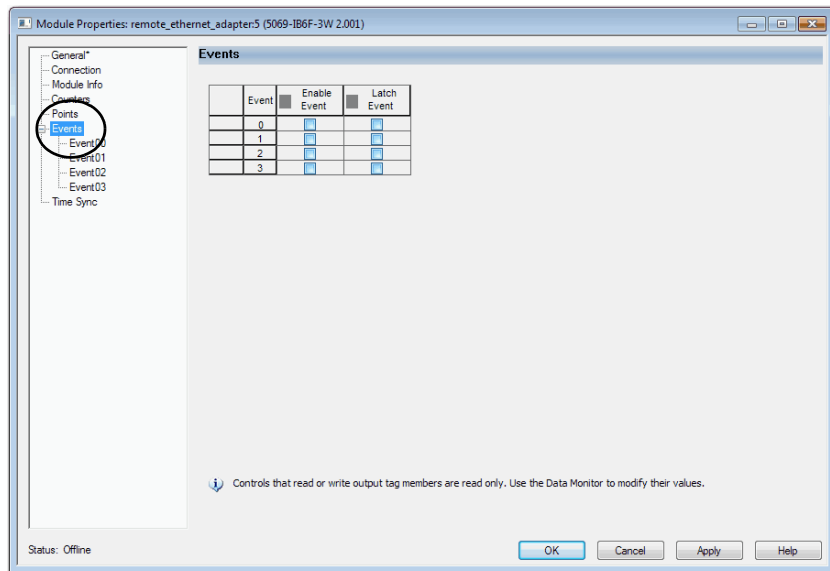 Module Properties: remote_ethernet_adapter:5 (5069-IB6F-3W 2.001)
General*
Connection
Module Info
Counters
Points
Events
Event00
Event01
Event02
Event03
Time Sync
Events
Event Enable Event Latch Event
0
1
2
3
Controls that read or write output tag members are read only. Use the Data Monitor to modify their values.
Status: Offline
OK Cancel Apply Help